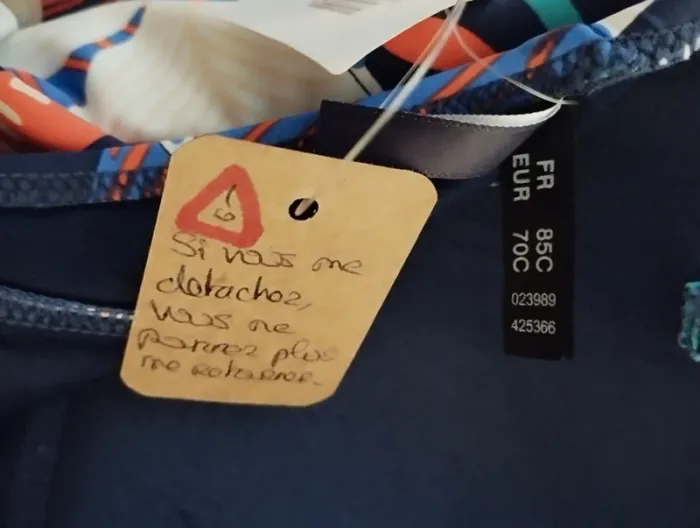 Si vous me
detachez,
vous ne
pourrez plus
me retourner.
FR 85C
EUR 70C
023989
425366